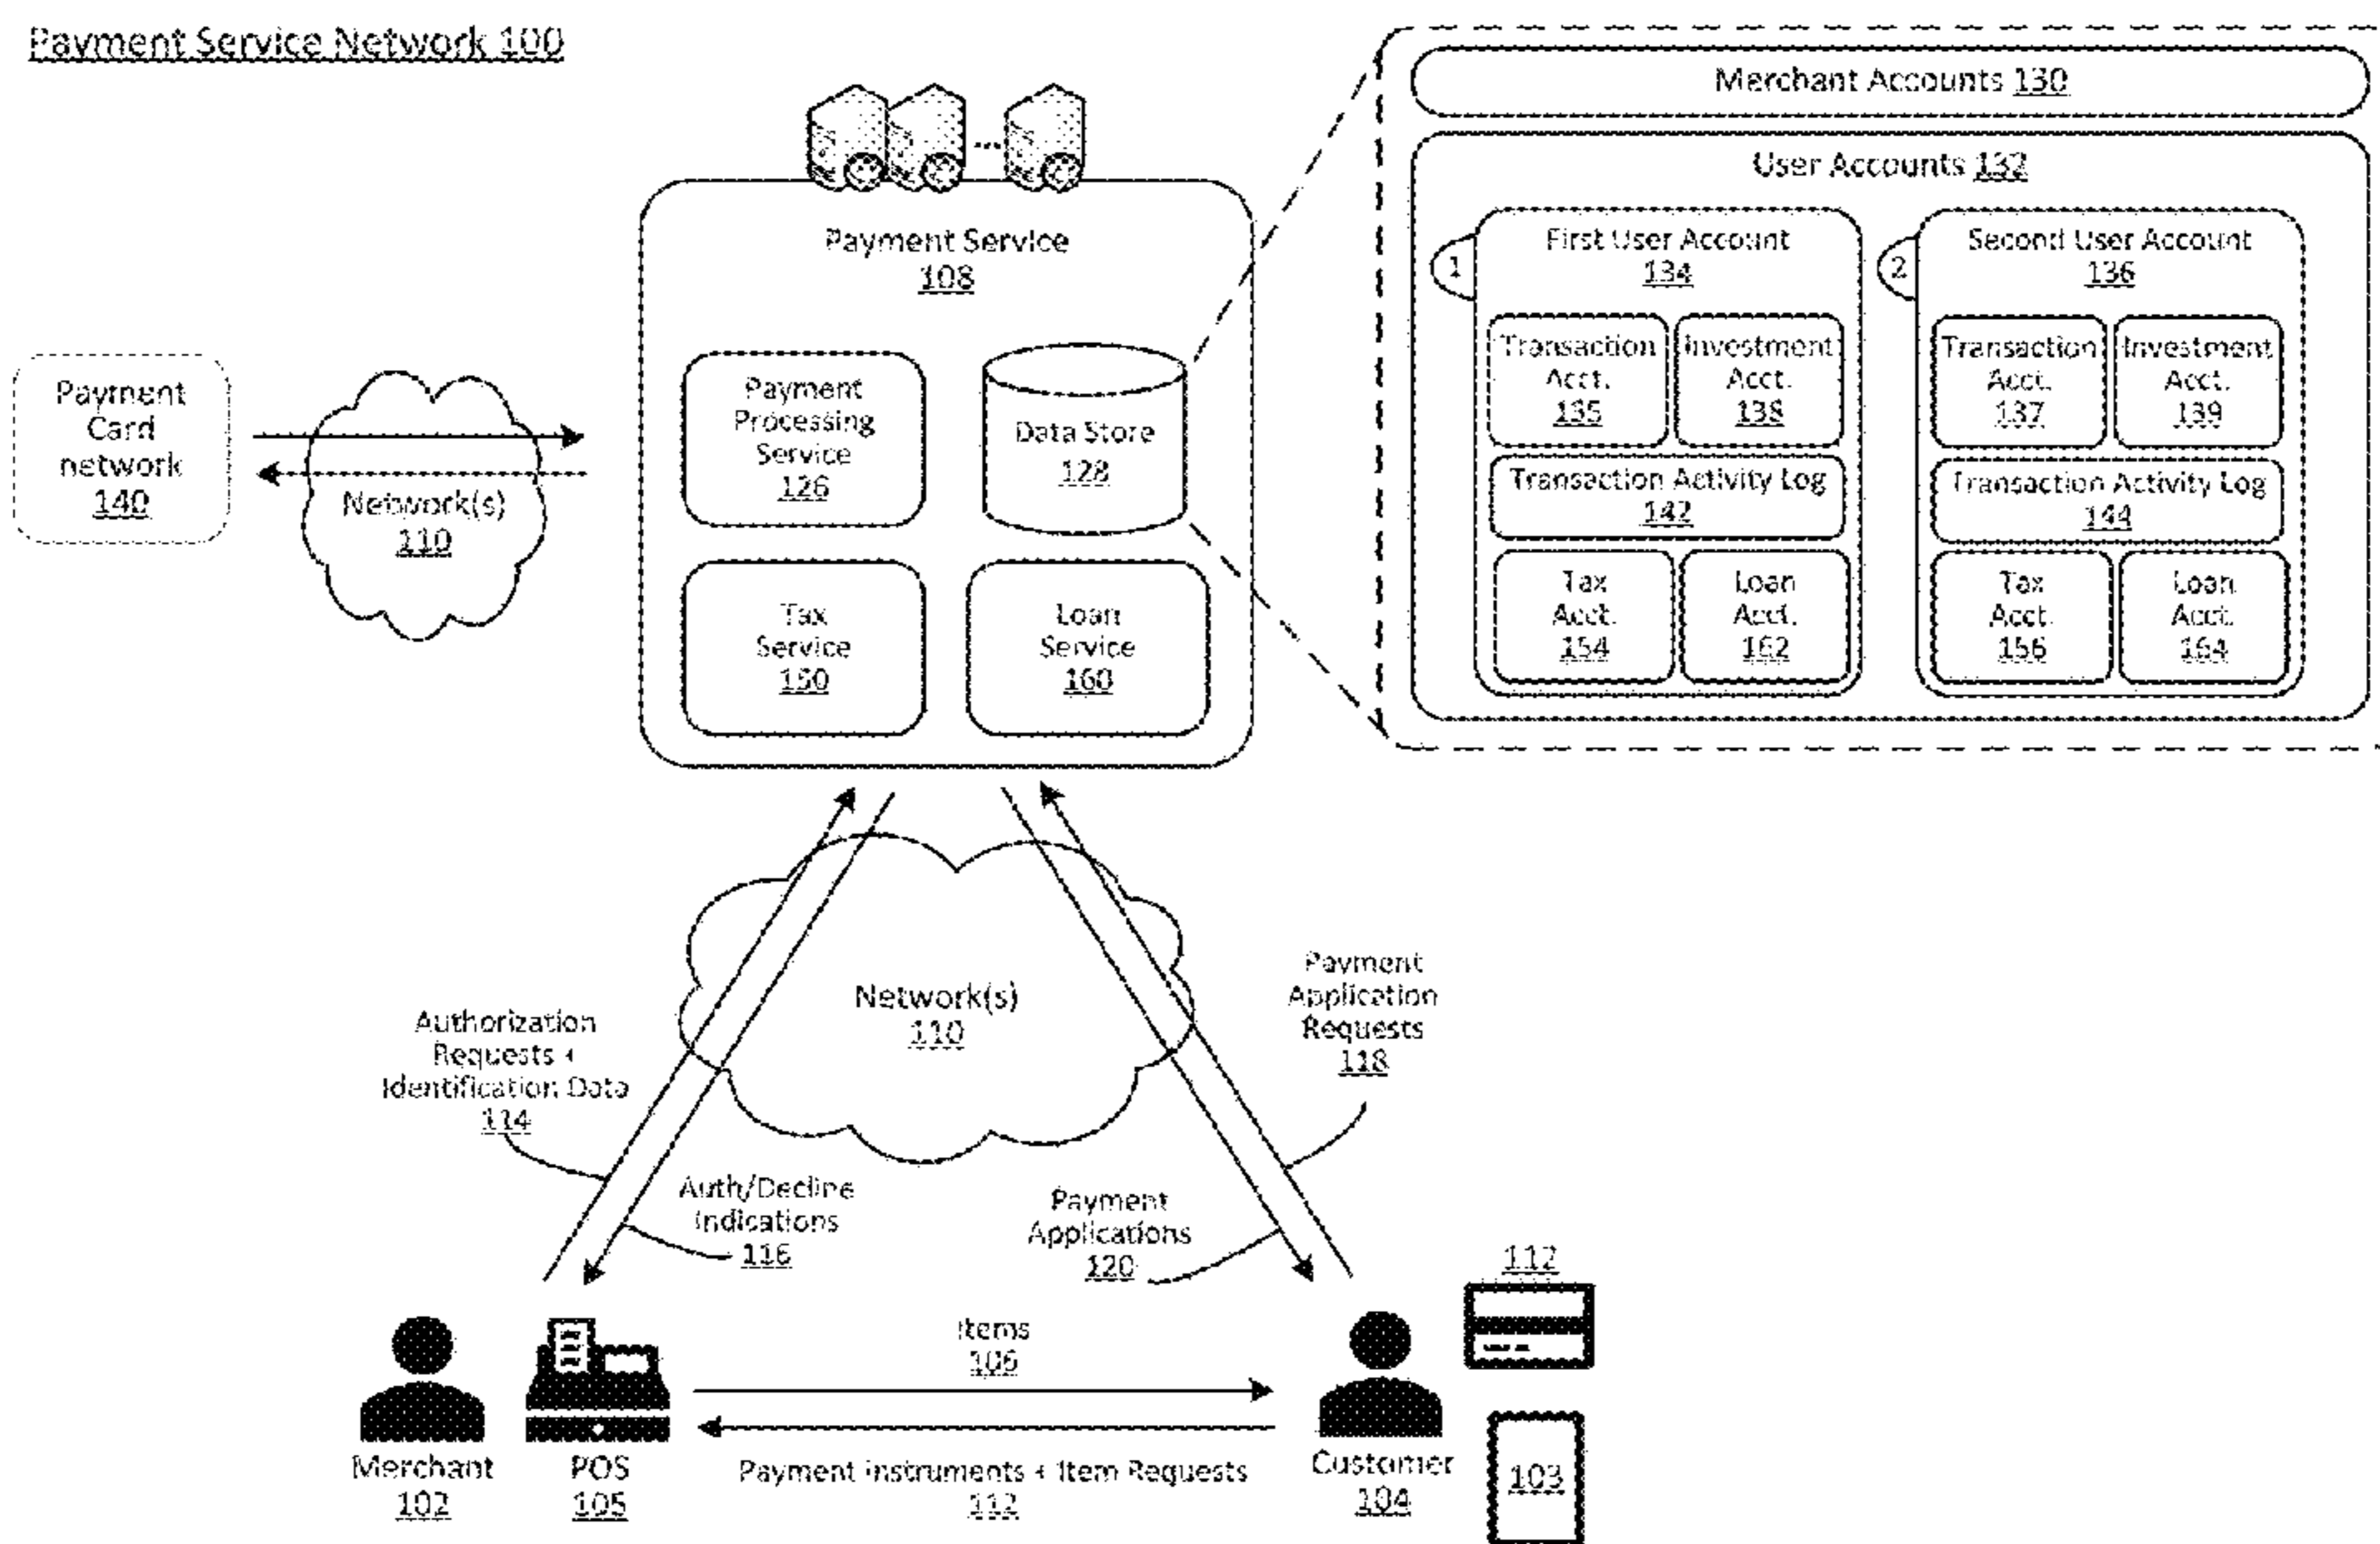 Payment Service Network 100
Merchant Accounts 130
User Accounts 132
Payment Service
108
1
First User Account
134
2
Second User Account
136
Transaction
Acct.
135
Investment
Acct.
138
Transaction
Acct.
137
Investment
Acct.
139
Transaction Activity Log
142
Transaction Activity Log
144
Tax
Acct.
154
Loan
Acct.
162
Tax
Acct.
156
Loan
Acct.
164
Payment
Card
network
140
Network(s)
110
Payment
Processing
Service
126
Data Store
128
Tax
Service
150
Loan
Service
160
Network(s)
110
Authorization
Requests +
Identification Data
114
Payment
Application
Requests
118
Auth/Decline
Indications
116
Payment
Applications
120
Items
106
112
Merchant
102
POS
105
Payment Instruments + Item Requests
112
Customer
104
103